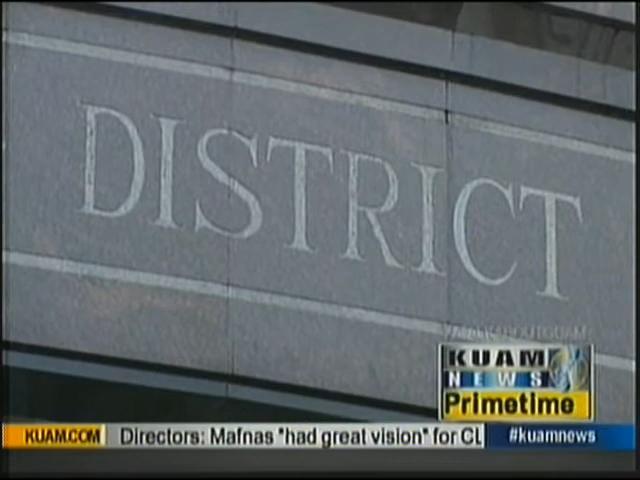 DISTRICT
KUAM
NEWS
Primetime
KUAM.COM Directors: Mafnas "had great vision" for CL #kuamnews